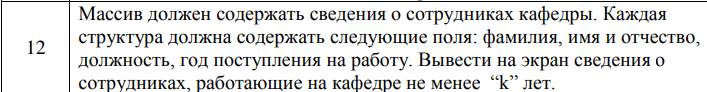 Массив должен содержать сведения о сотрудниках кафедры. Каждая
структура должна содержать следующие поля: фамилия, имя и отчество,
12
должность, год поступления на работу. Вывести на экран сведения о
сотрудниках, работающие на кафедре не менее “k” лет.